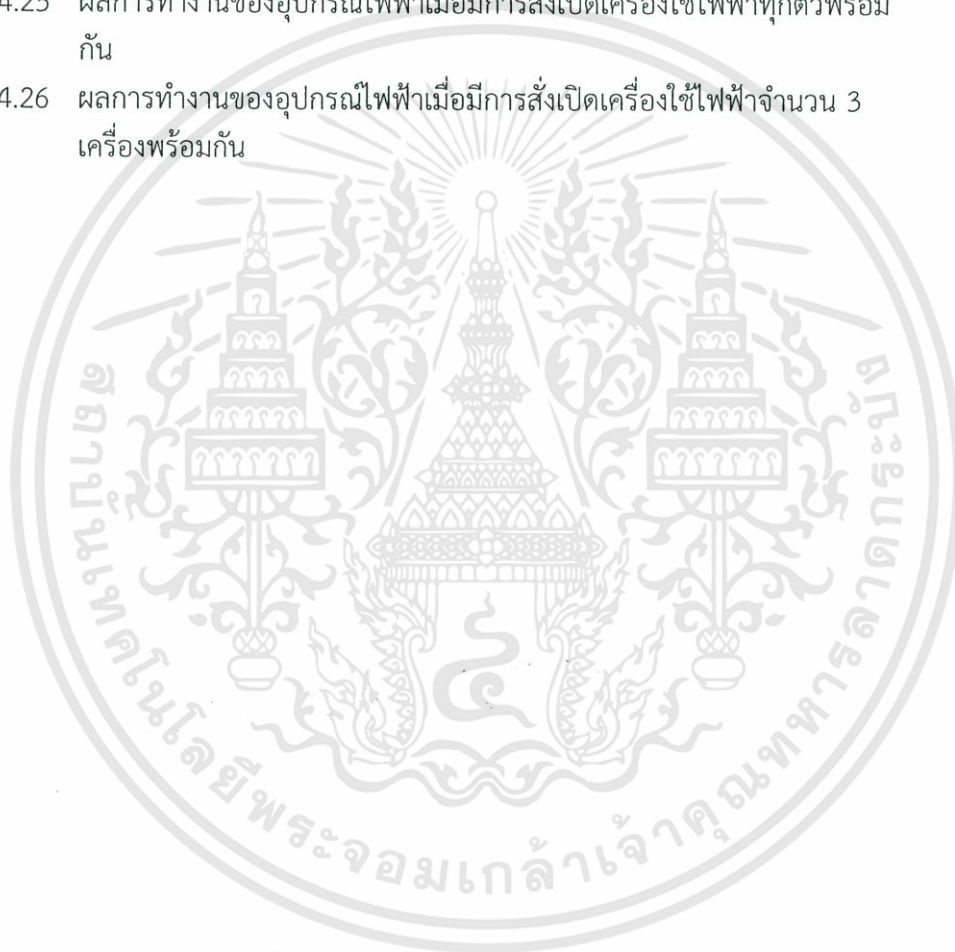 4.25 ผลการทำงานของอุปกรณ์ไฟฟ้าเมื่อมีการสั่งเปิดเครื่องใช้ไฟฟ้าทุกตัวพร้อม
กัน
4.26 ผลการทำงานของอุปกรณ์ไฟฟ้าเมื่อมีการสั่งเปิดเครื่องใช้ไฟฟ้าจำนวน 3
เครื่องพร้อมกัน
สถาบันเทคโนโลยีพระจอมเกล้าเจ้าคุณทหารลาดกระบัง
๔